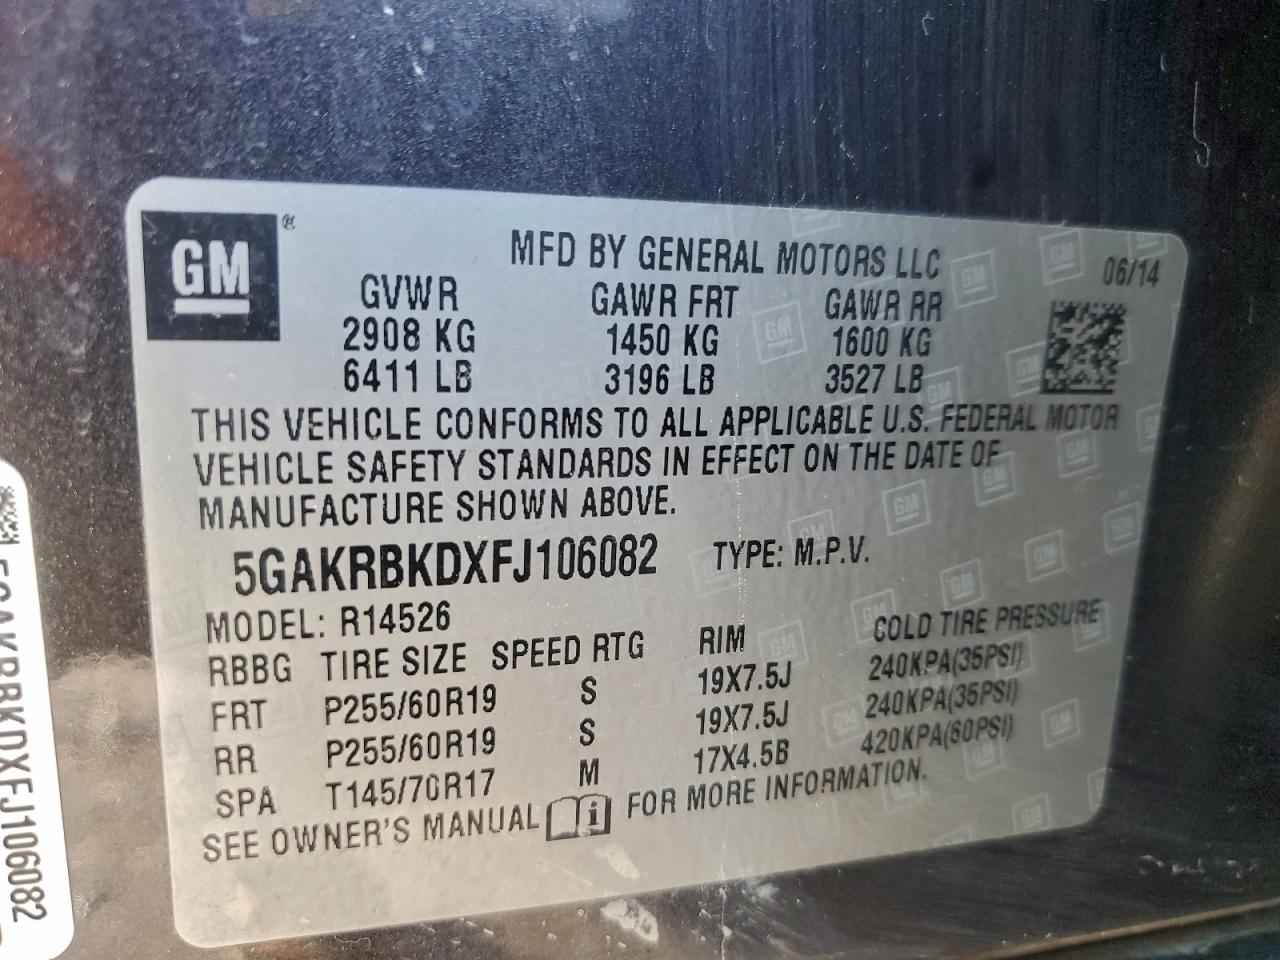 GM ®
MFD BY GENERAL MOTORS LLC
06/14
GVWR GAWR FRT GAWR RR
2908 KG 1450 KG 1600 KG
6411 LB 3196 LB 3527 LB
THIS VEHICLE CONFORMS TO ALL APPLICABLE U.S. FEDERAL MOTOR
VEHICLE SAFETY STANDARDS IN EFFECT ON THE DATE OF
MANUFACTURE SHOWN ABOVE.
5GAKRBKDXFJ106082 TYPE: M.P.V.
MODEL: R14526
RBBG TIRE SIZE SPEED RTG RIM COLD TIRE PRESSURE
FRT P255/60R19 S 19X7.5J 240KPA(35PSI)
RR P255/60R19 S 19X7.5J 240KPA(35PSI)
SPA T145/70R17 M 17X4.5B 420KPA(60PSI)
SEE OWNER'S MANUAL i FOR MORE INFORMATION.
5GAKRBKDXFJ106082